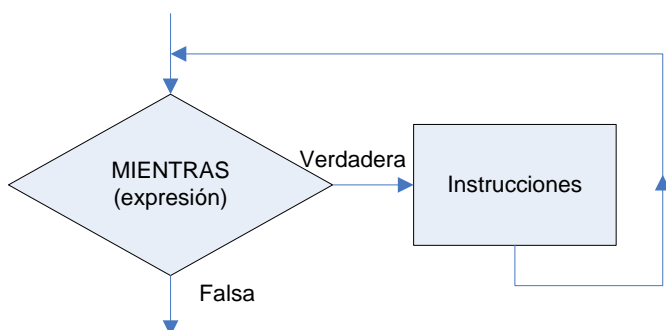 MIENTRAS
(expresión)
Verdadera
Instrucciones
Falsa